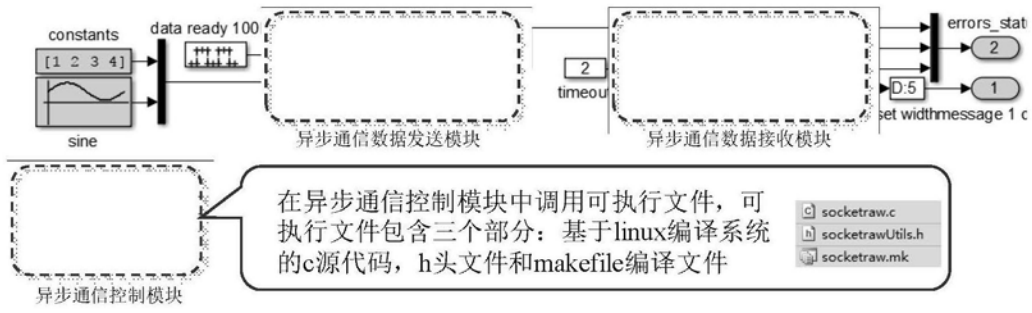 constants
data ready 100
errors_statu
[1 2 3 4]
2
2
timeout
D:5
1
set width
message 1 c
sine
异步通信数据发送模块
异步通信数据接收模块
在异步通信控制模块中调用可执行文件，可
执行文件包含三个部分：基于linux编译系统
的c源代码，h头文件和makefile编译文件
socketraw.c
socketrawUtils.h
socketraw.mk
异步通信控制模块